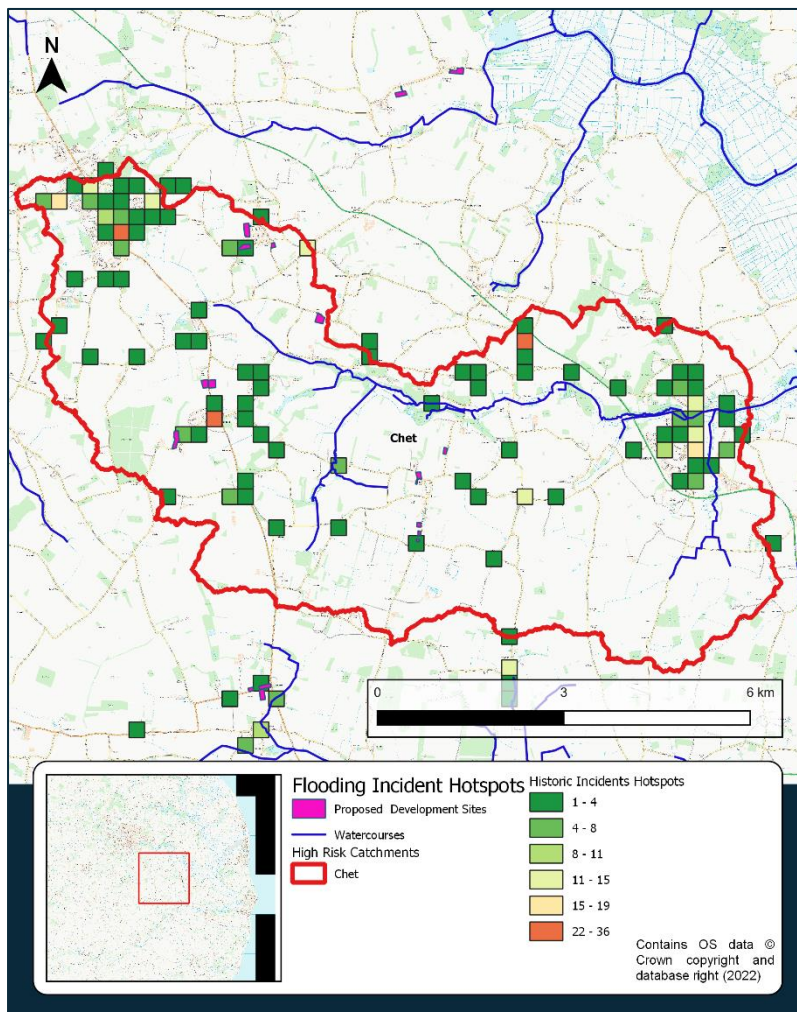 N
Chet
0 3 6 km
Flooding Incident Hotspots
Proposed Development Sites
Watercourses
High Risk Catchments
Chet
Historic Incidents Hotspots
1 - 4
4 - 8
8 - 11
11 - 15
15 - 19
22 - 36
Contains OS data ©
Crown copyright and
database right (2022)